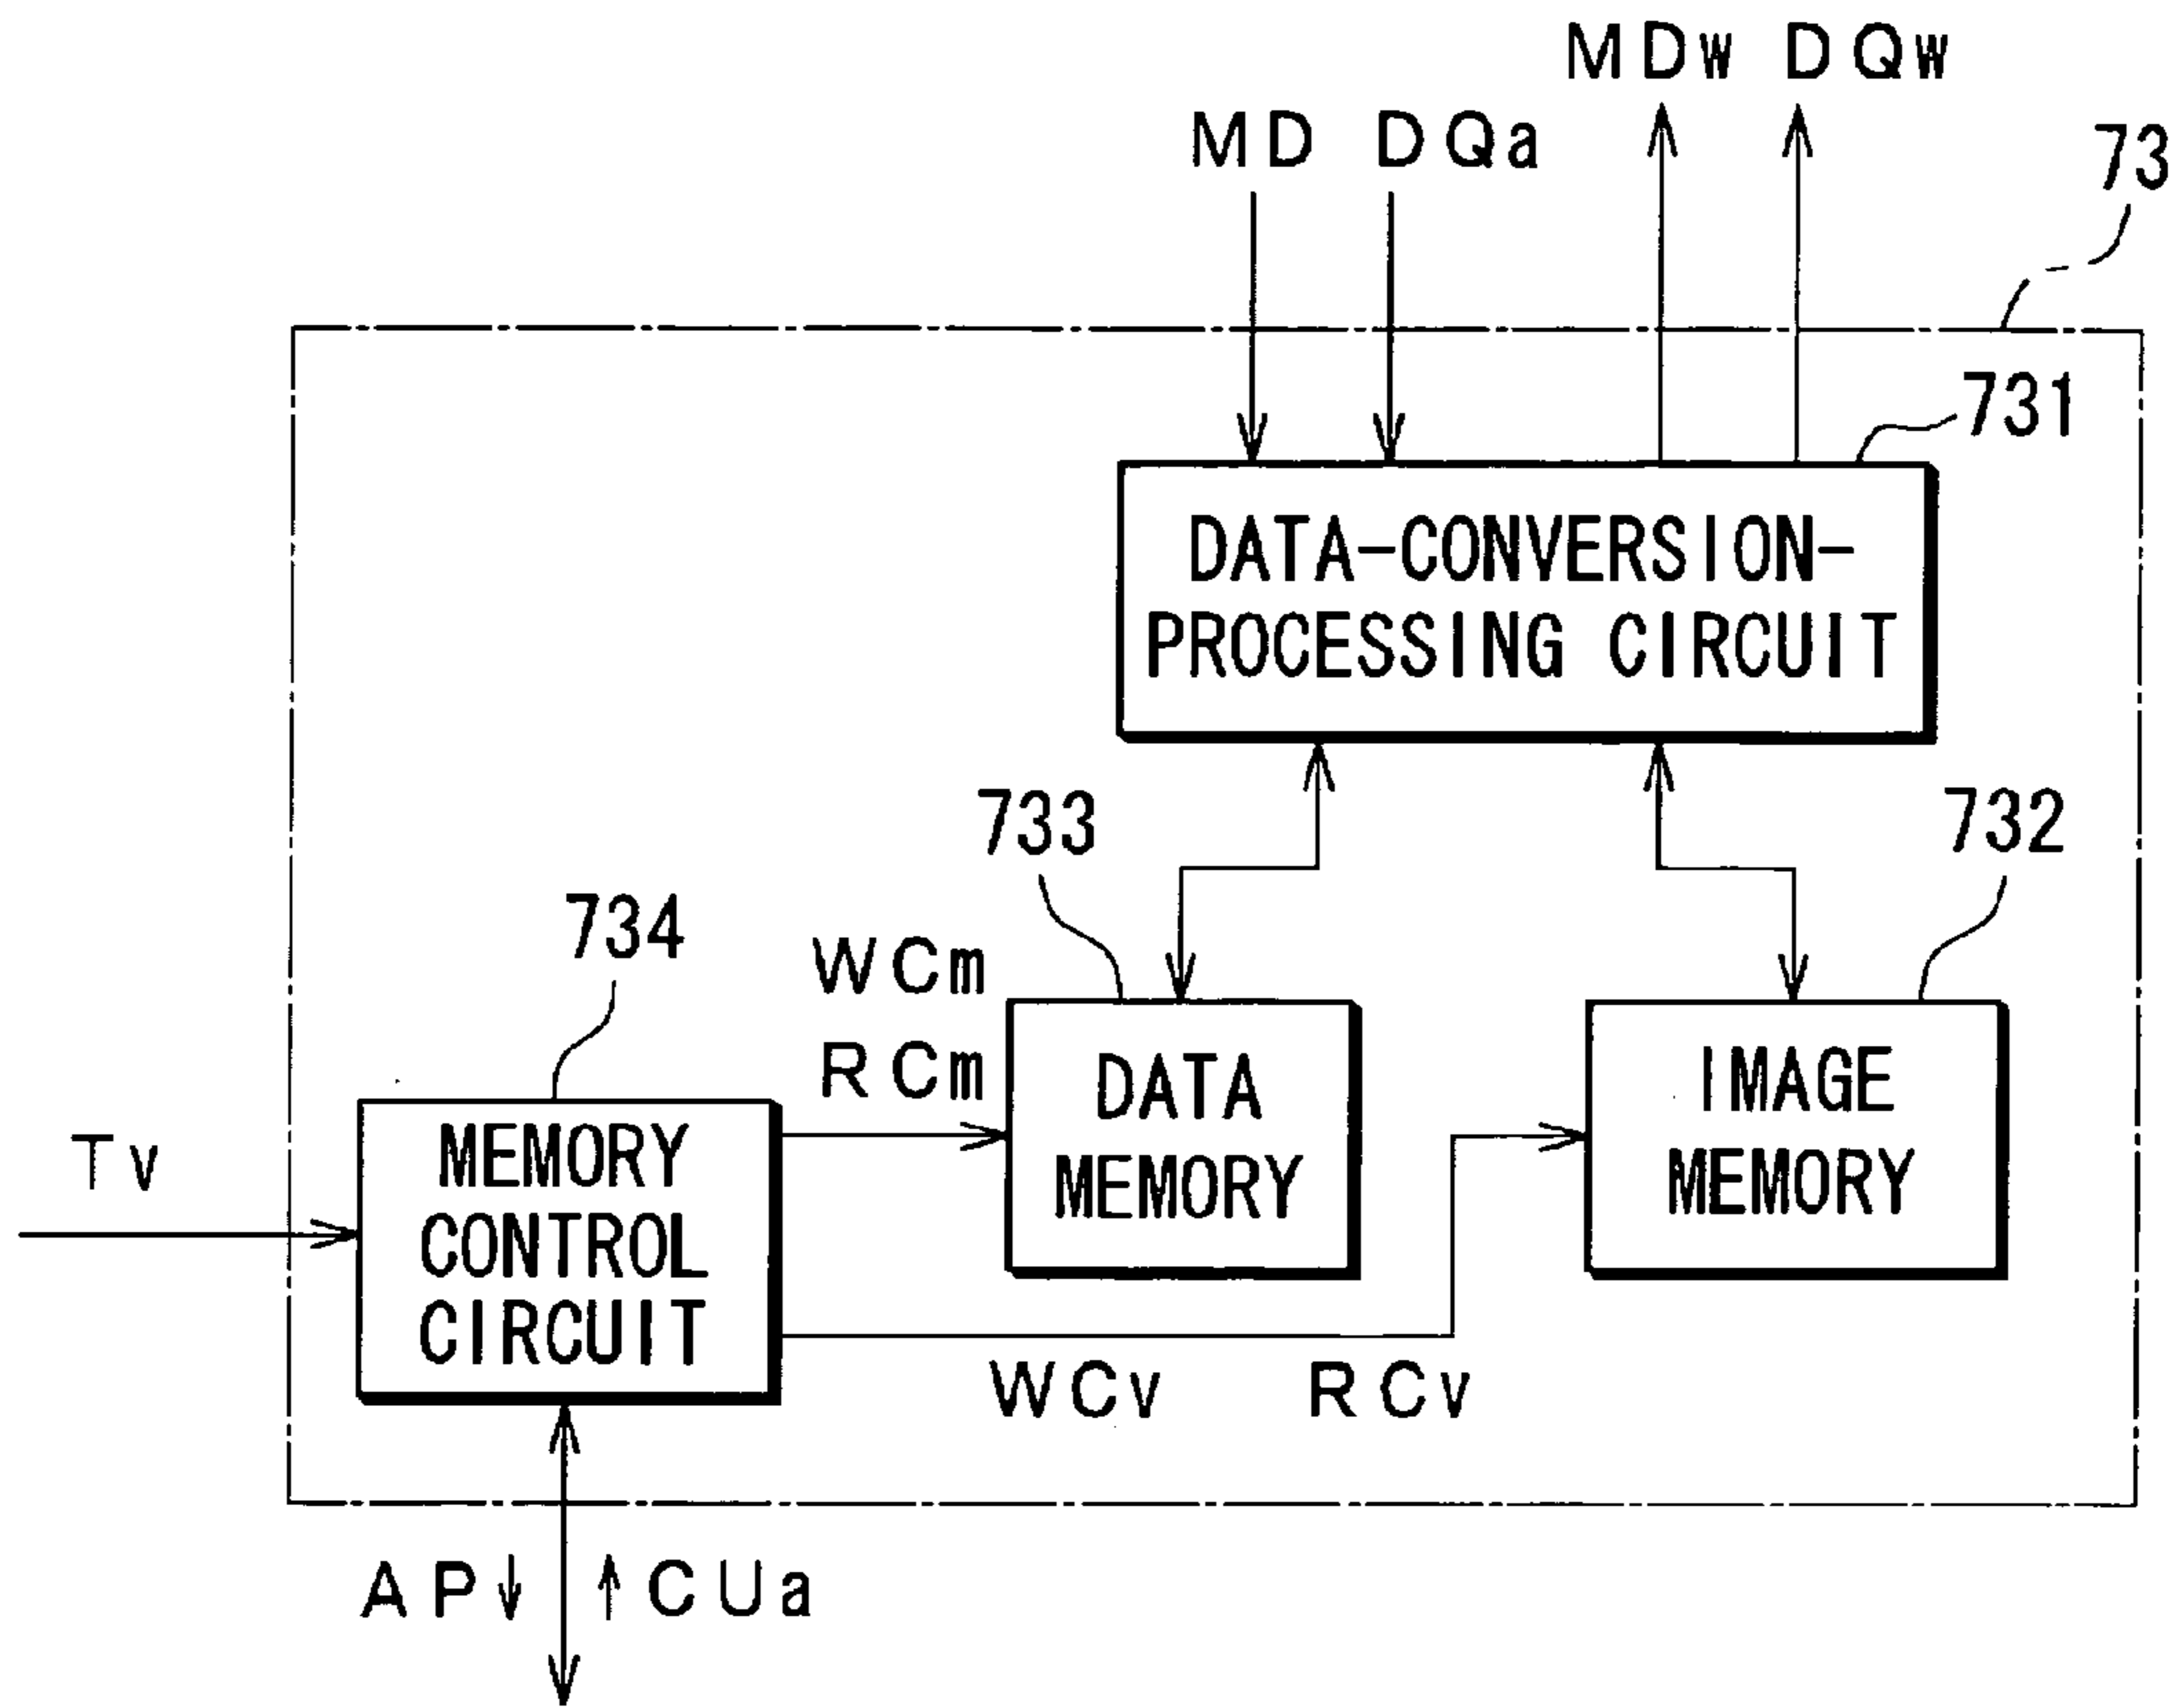 MDw DQw
MD DQa
73
731
DATA-CONVERSION-
PROCESSING CIRCUIT
733
732
734
WCm
RCm
DATA
MEMORY
IMAGE
MEMORY
Tv
MEMORY
CONTROL
CIRCUIT
WCv RCv
AP↓ ↑CUa